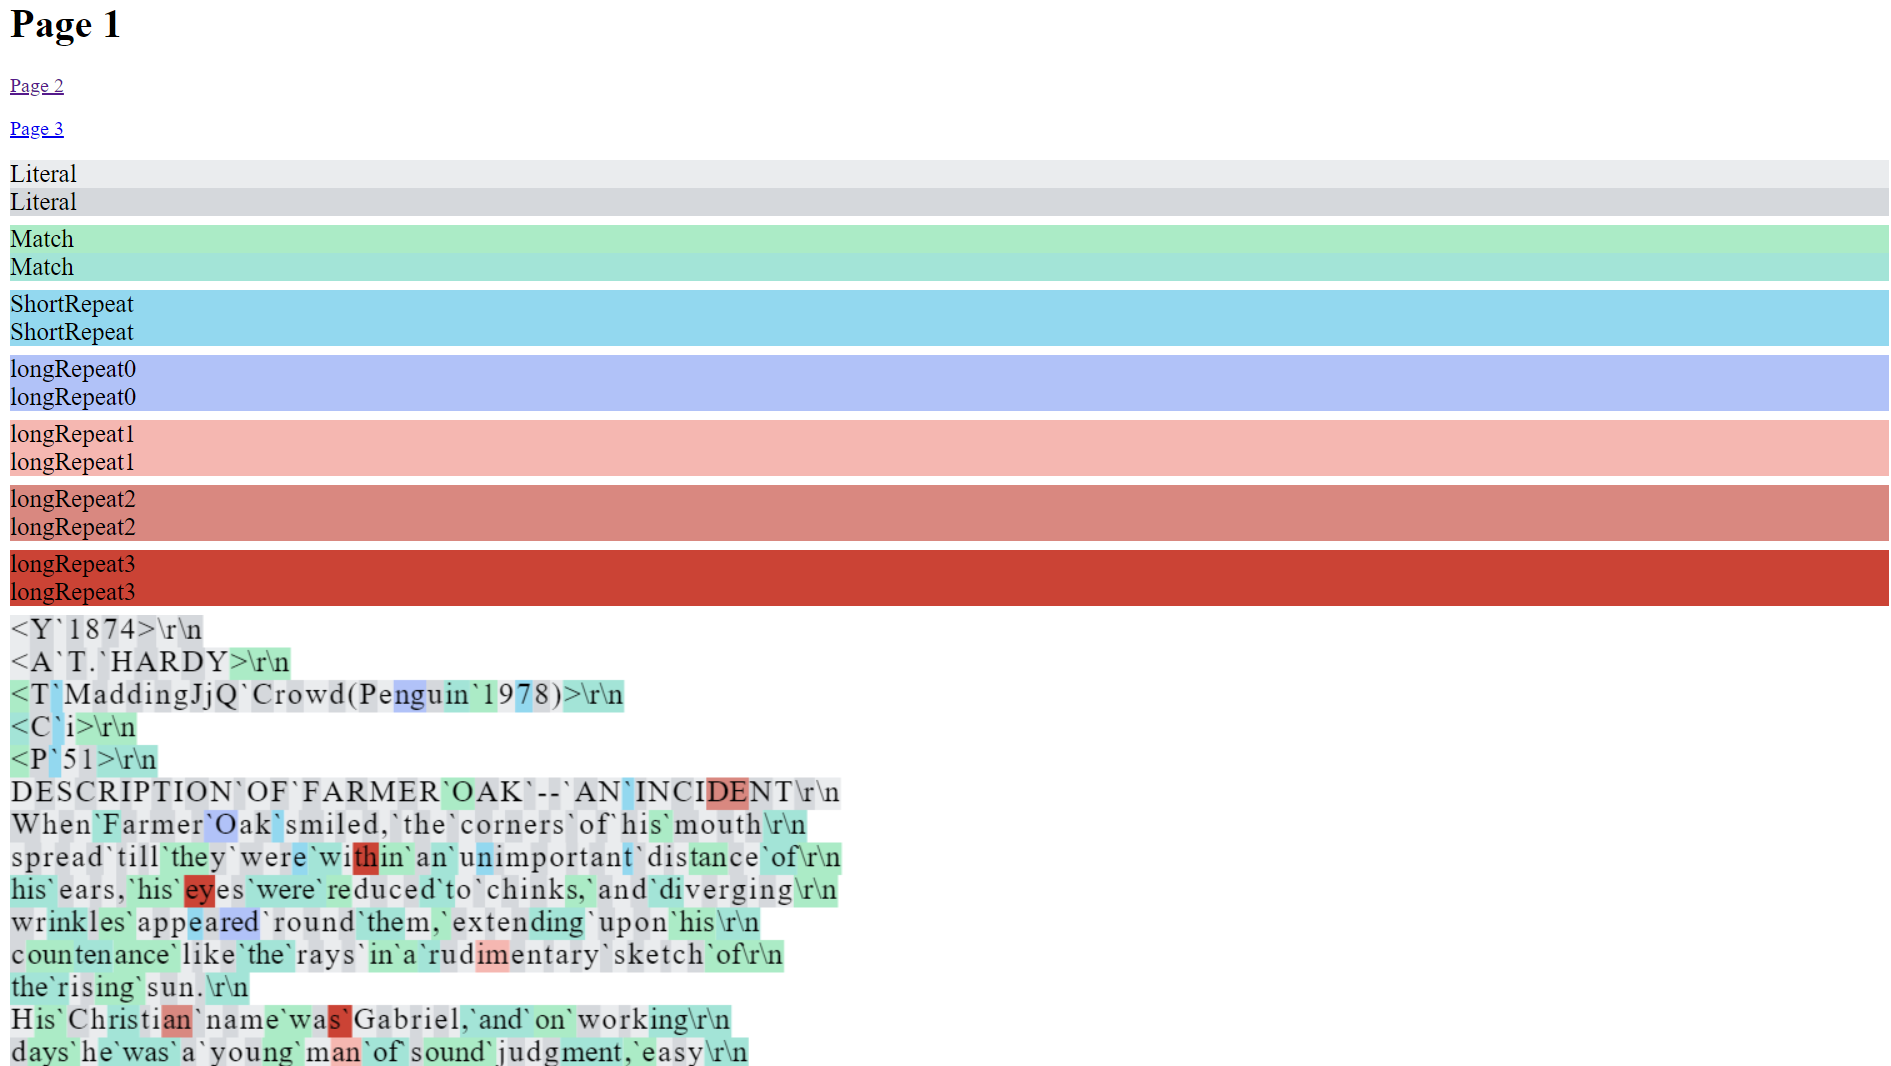 Page 1
Page 2
Page 3
Literal
Literal
Match
Match
ShortRepeat
ShortRepeat
longRepeat0
longRepeat0
longRepeat1
longRepeat1
longRepeat2
longRepeat2
longRepeat3
longRepeat3
<Y`1874>\r\n
<A`T.`HARDY>\r\n
<T`MaddingJjQ`Crowd(Penguin`1978)>\r\n
<C`i>\r\n
<P`51>\r\n
DESCRIPTION`OF`FARMER`OAK`--`AN`INCIDENT\r\n
When`Farmer`Oak`smiled,`the`corners`of`his`mouth\r\n
spread`till`they`were`within`an`unimportant`distance`of\r\n
his`ears,`his`eyes`were`reduced`to`chinks,`and`diverging\r\n
wrinkles`appeared`round`them,`extending`upon`his\r\n
countenance`like`the`rays`in`a`rudimentary`sketch`of\r\n
the`rising`sun.\r\n
His`Christian`name`was`Gabriel,`and`on`working\r\n
days`he`was`a`young`man`of`sound`judgment,`easy\r\n